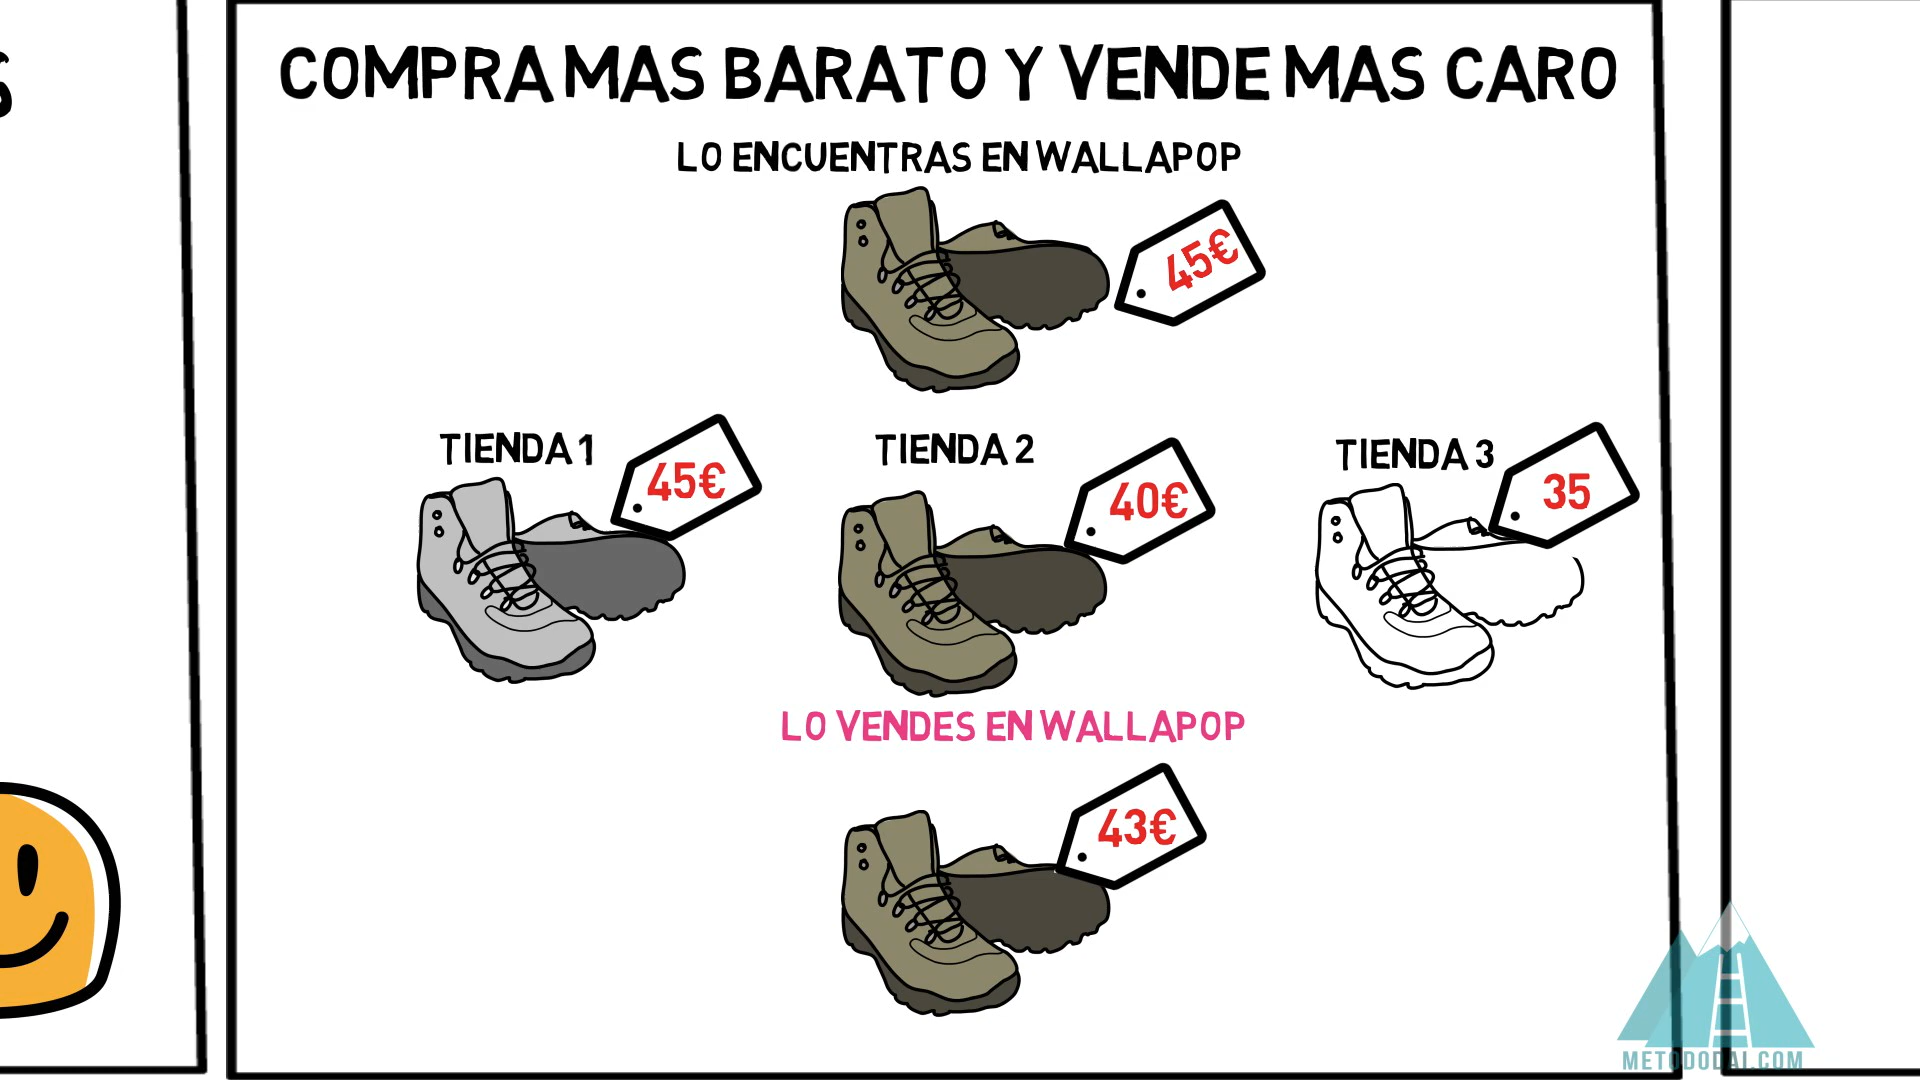 COMPRA MAS BARATO Y VENDE MAS CARO
LO ENCUENTRAS EN WALLAPOP
45€
TIENDA 1
45€
TIENDA 2
40€
TIENDA 3
35
LO VENDES EN WALLAPOP
43€
METODODAI.COM